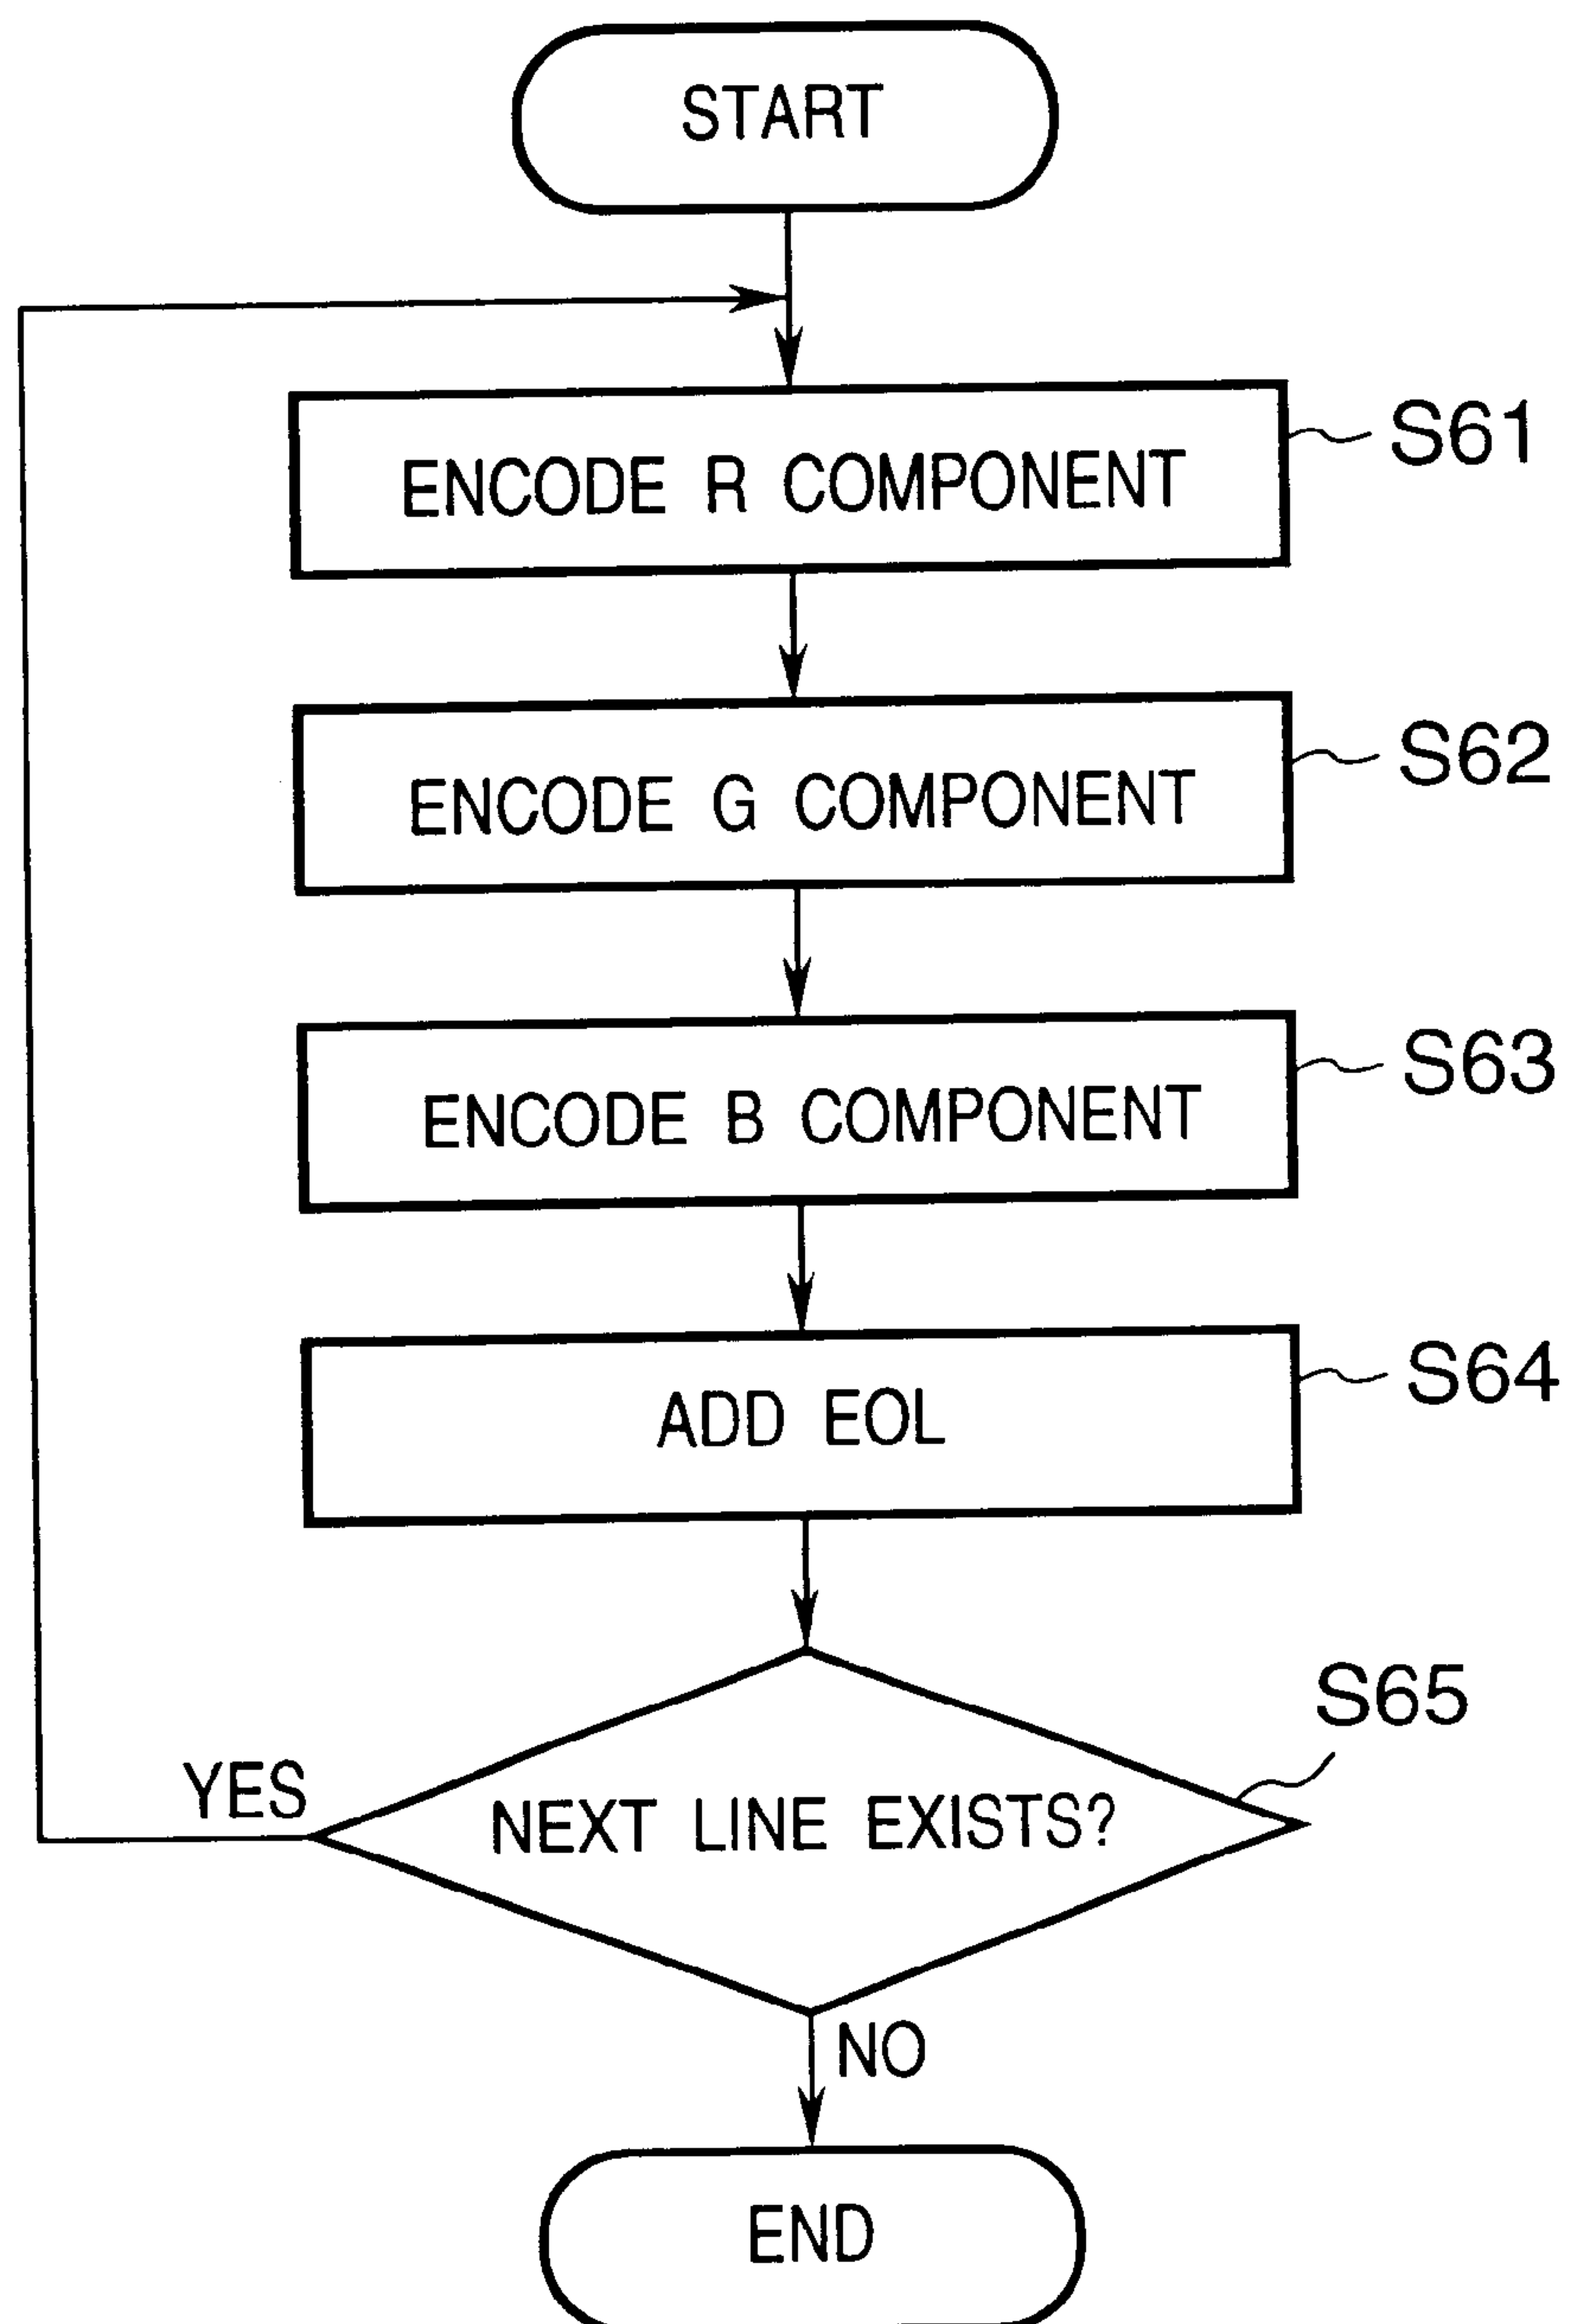 START
ENCODE R COMPONENT
S61
ENCODE G COMPONENT
S62
ENCODE B COMPONENT
S63
ADD EOL
S64
S65
YES
NEXT LINE EXISTS?
NO
END